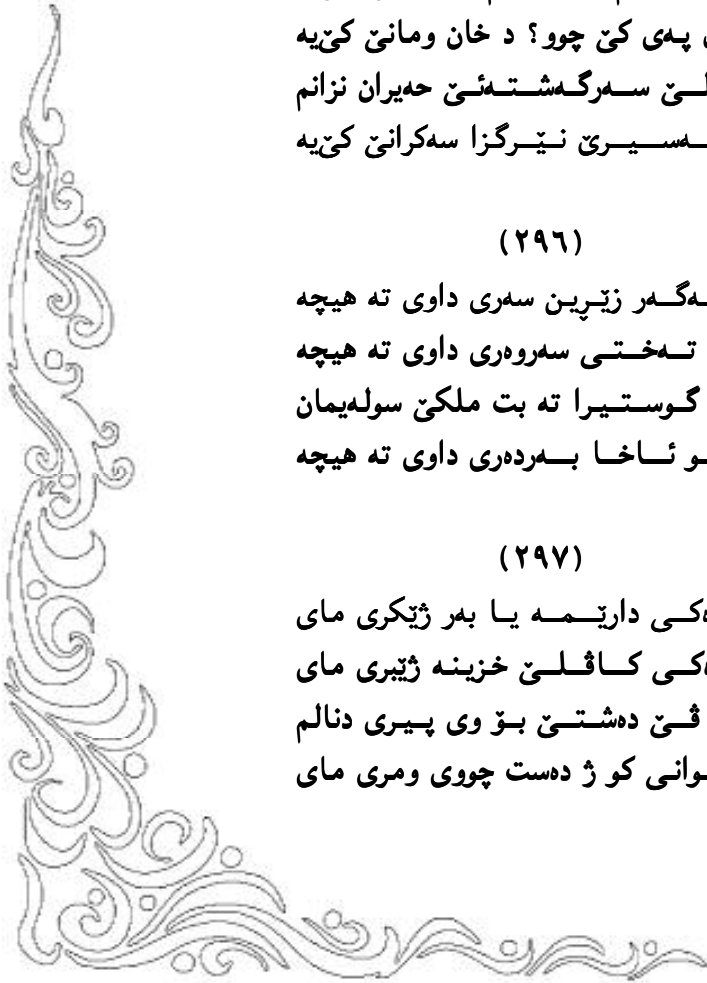 پەی کێ چوو؟ د خان ومانێ کێیە
سەرگەشتەئێ حەیران نزانم
نێرگزا سەکرانێ کێیە
(٢٩٦)
زێڕین سەری داوی تە هیچە
تەختی سەروەری داوی تە هیچە
گوستیرا تە بت ملکێ سولەیمان
ئاخا بەردەری داوی تە هیچە
(٢٩٧)
دارێمە یا بەر ژێکری مای
کاڤلێ خزینە ژێبری مای
ڤێ دەشتێ بۆ وی پیری دنالم
کو ژ دەست چووی ومری مای